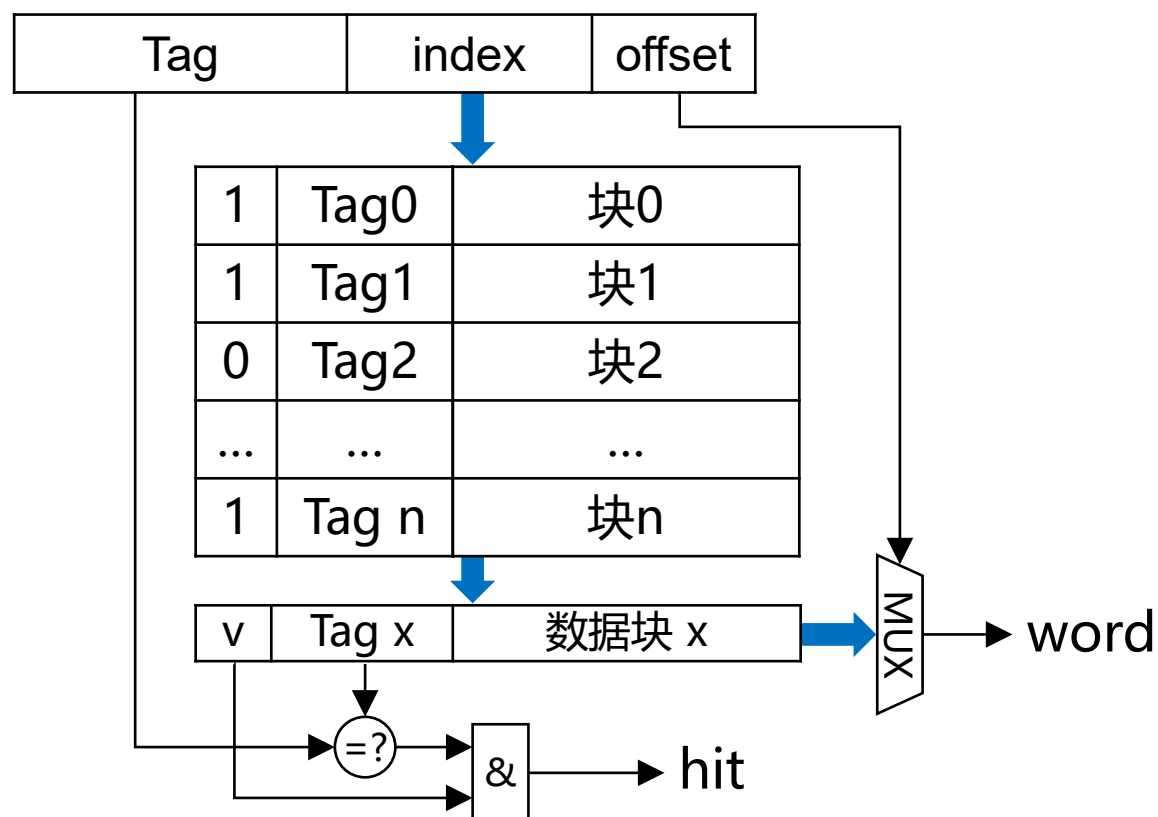 Tag index offset
1 Tag0 块0
1 Tag1 块1
0 Tag2 块2
... ... ...
1 Tag n 块n
v Tag x 数据块 x
MUX
word
=?
&
hit